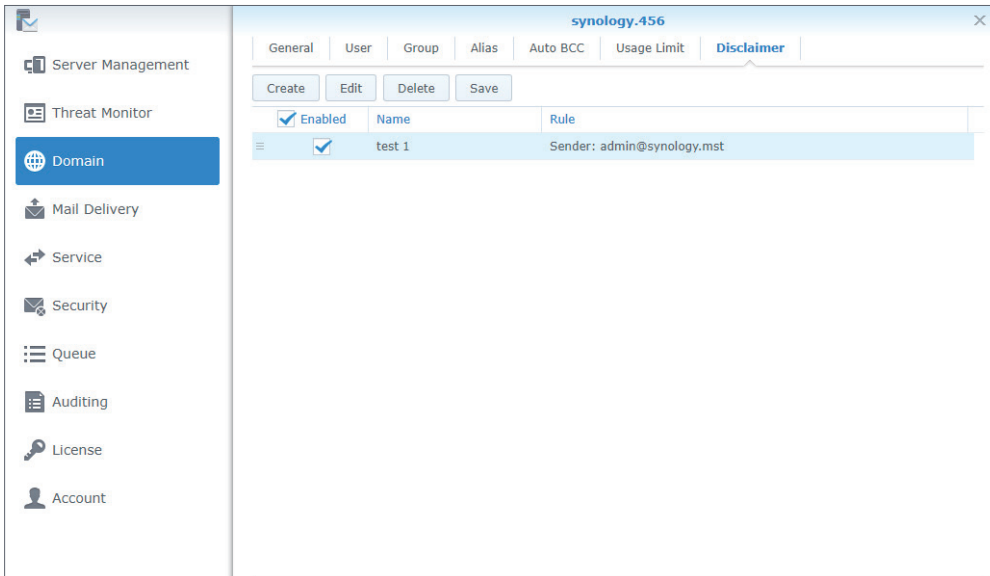 synology.456
General User Group Alias Auto BCC Usage Limit Disclaimer
Create Edit Delete Save
Enabled Name Rule
test 1 Sender: admin@synology.mst
Server Management
Threat Monitor
Domain
Mail Delivery
Service
Security
Queue
Auditing
License
Account